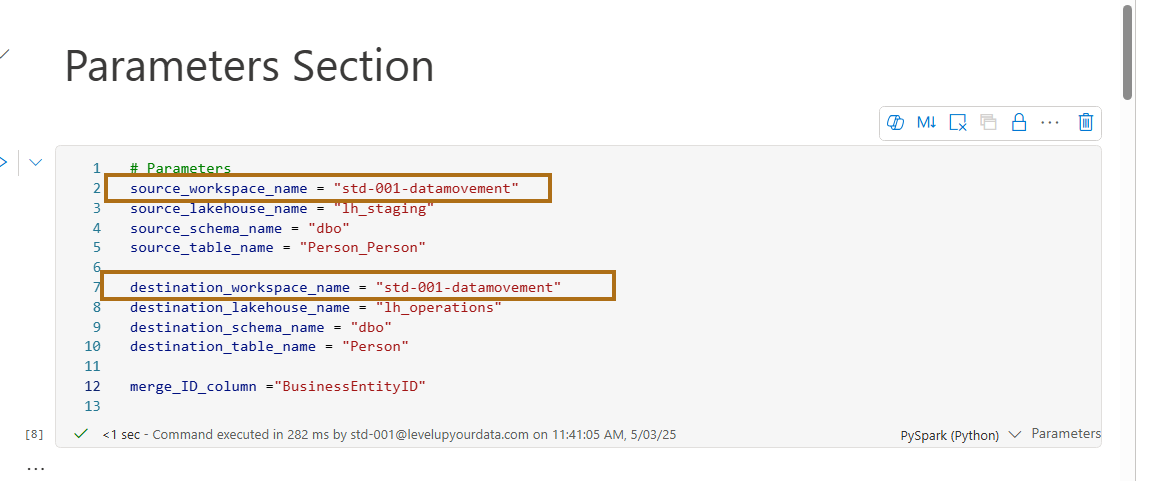 Parameters Section
M↓
1 # Parameters
2 source_workspace_name = "std-001-datamovement"
3 source_lakehouse_name = "lh_staging"
4 source_schema_name = "dbo"
5 source_table_name = "Person_Person"
6
7 destination_workspace_name = "std-001-datamovement"
8 destination_lakehouse_name = "lh_operations"
9 destination_schema_name = "dbo"
10 destination_table_name = "Person"
11
12 merge_ID_column ="BusinessEntityID"
13
[8] <1 sec - Command executed in 282 ms by std-001@levelupyourdata.com on 11:41:05 AM, 5/03/25 PySpark (Python) Parameters